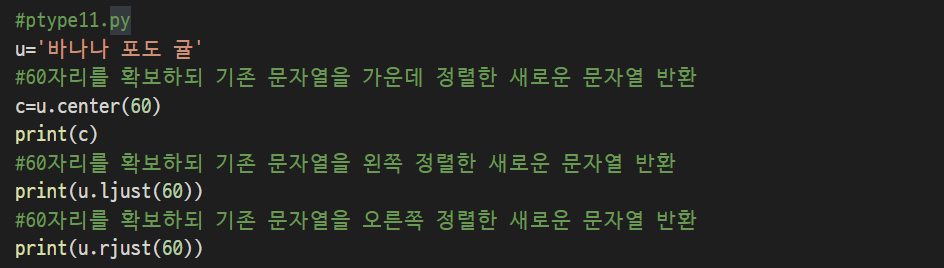 #ptype11.py
u='바나나 포도 귤'
#60자리를 확보하되 기존 문자열을 가운데 정렬한 새로운 문자열 반환
c=u.center(60)
print(c)
#60자리를 확보하되 기존 문자열을 왼쪽 정렬한 새로운 문자열 반환
print(u.ljust(60))
#60자리를 확보하되 기존 문자열을 오른쪽 정렬한 새로운 문자열 반환
print(u.rjust(60))